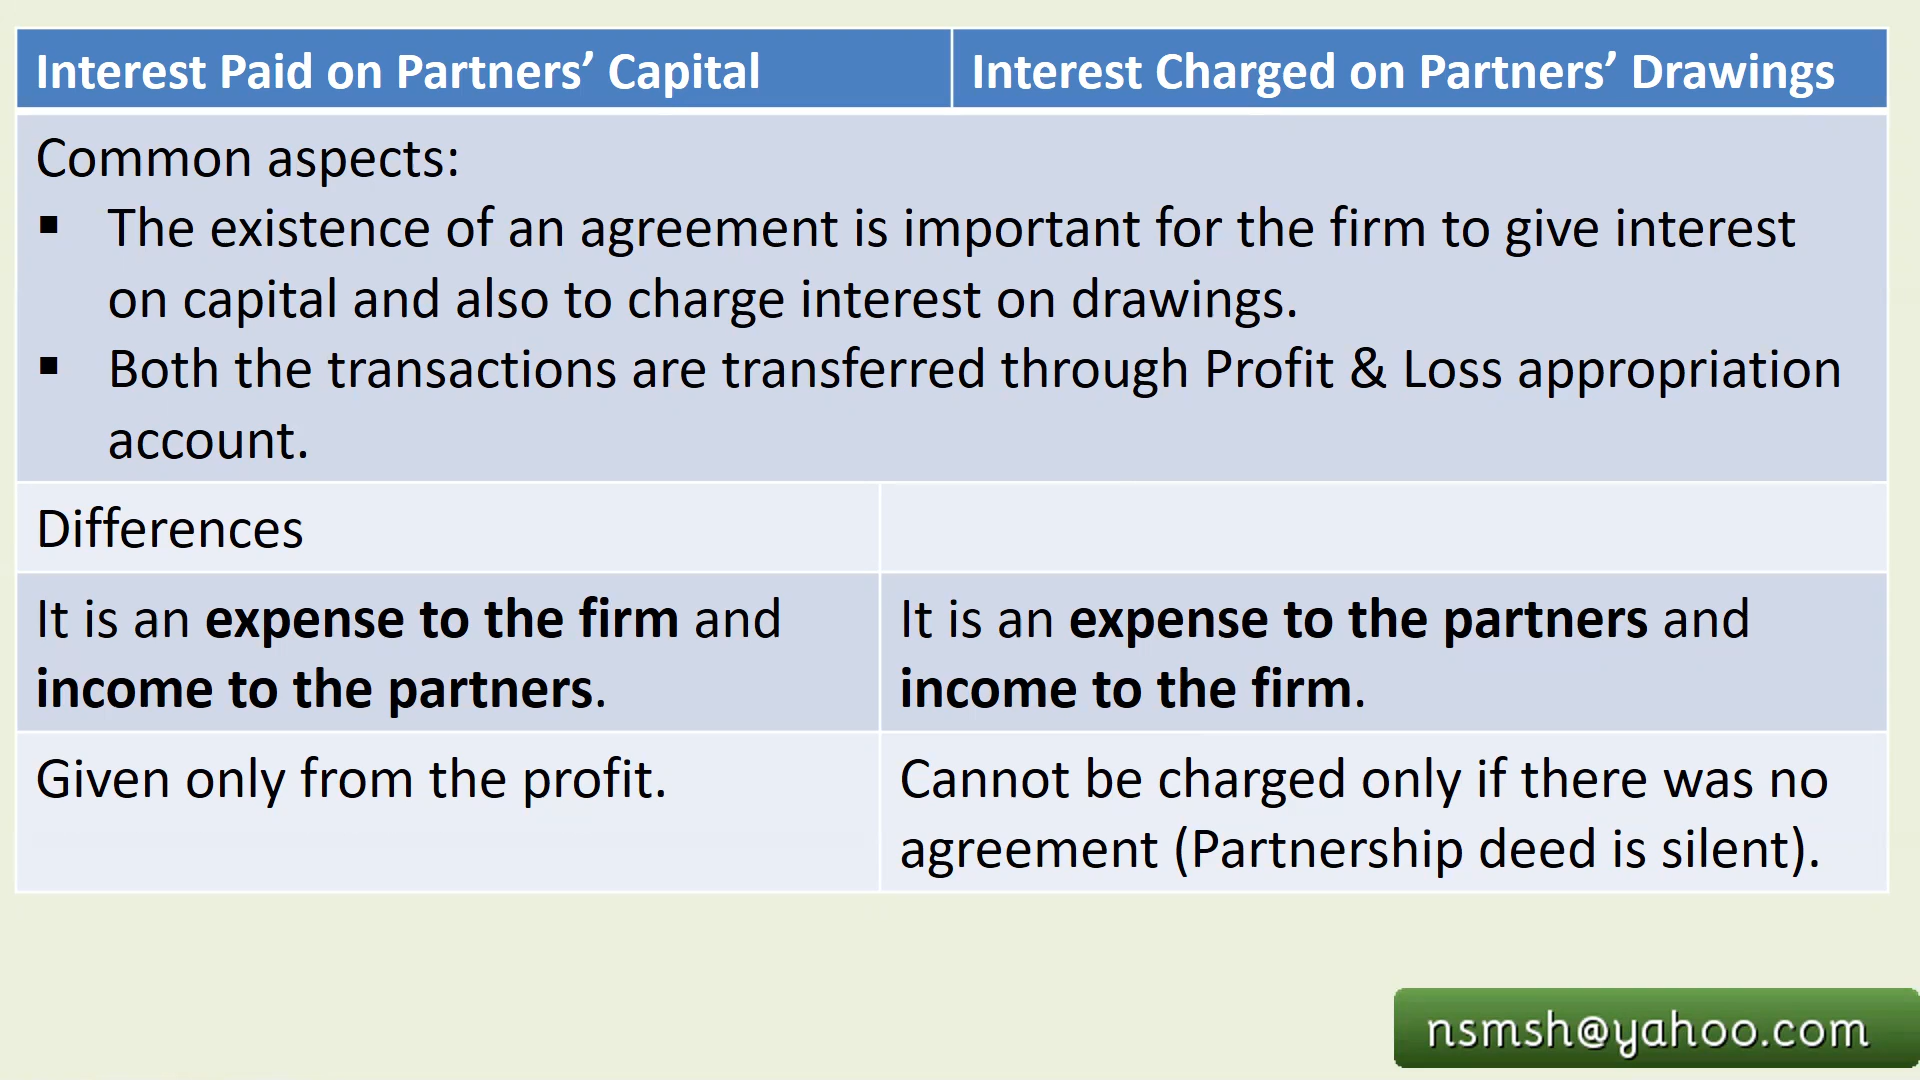 Interest Paid on Partners’ Capital
Interest Charged on Partners’ Drawings
Common aspects:
▪ The existence of an agreement is important for the firm to give interest
on capital and also to charge interest on drawings.
▪ Both the transactions are transferred through Profit & Loss appropriation
account.
Differences
It is an expense to the firm and
income to the partners.
It is an expense to the partners and
income to the firm.
Given only from the profit.
Cannot be charged only if there was no
agreement (Partnership deed is silent).
nsmsh@yahoo.com